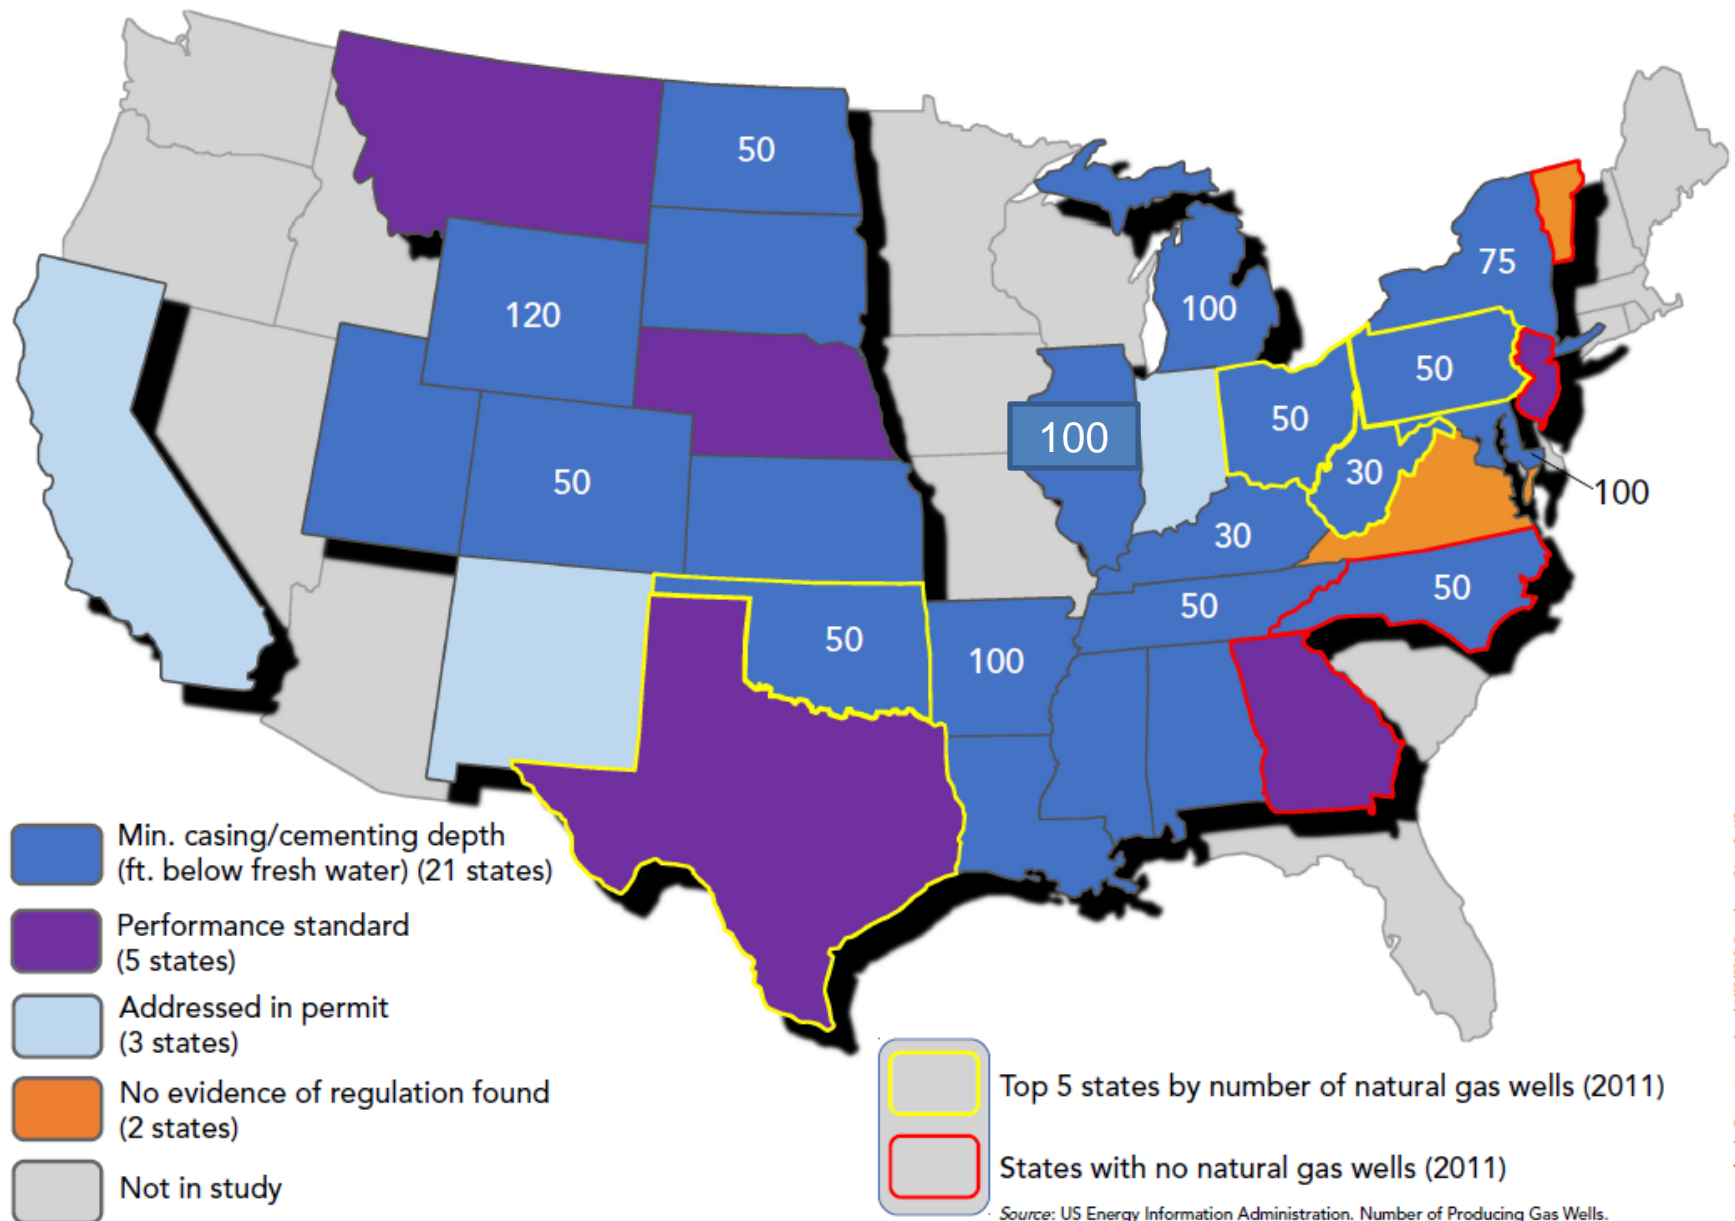 50
75
120
100
50
100
50
50
30
100
30
50
50
50
50
100
Min. casing/cementing depth
(ft. below fresh water) (21 states)
Performance standard
(5 states)
Addressed in permit
(3 states)
No evidence of regulation found
(2 states)
Not in study
Top 5 states by number of natural gas wells (2011)
States with no natural gas wells (2011)
Source: US Energy Information Administration. Number of Producing Gas Wells.